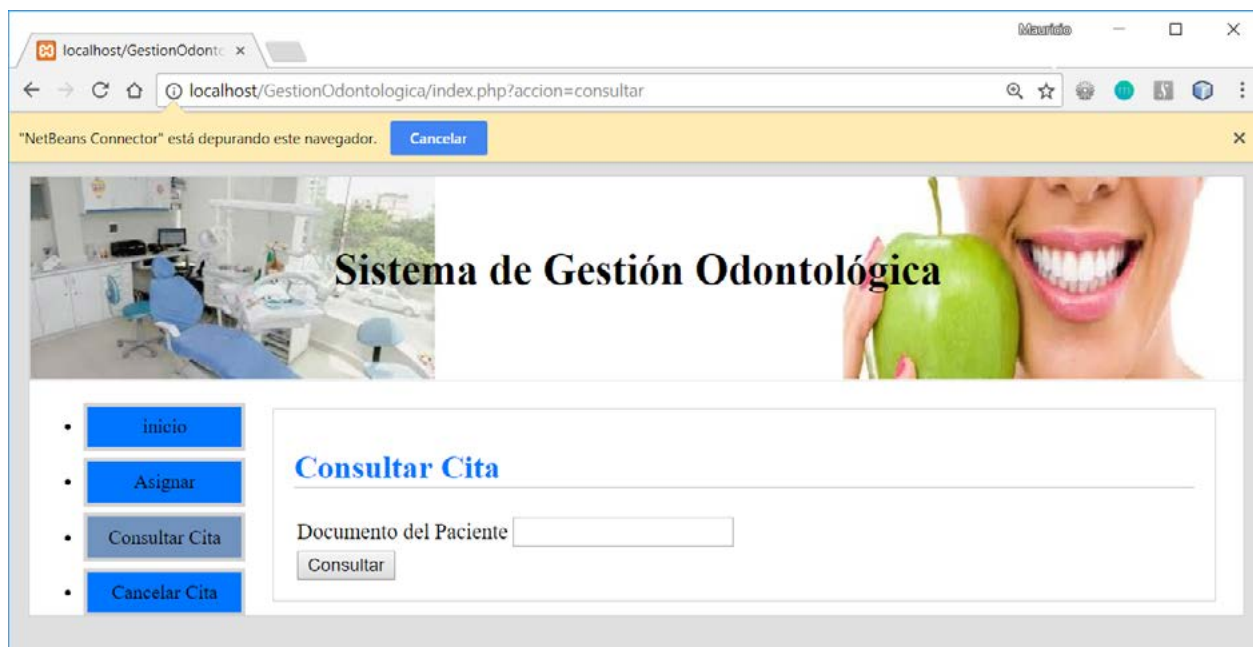 Mauricio
localhost/GestionOdonto
localhost/GestionOdontologica/index.php?accion=consultar
"NetBeans Connector" está depurando este navegador. Cancelar
Sistema de Gestión Odontológica
inicio
Asignar
Consultar Cita
Cancelar Cita
Consultar Cita
Documento del Paciente
Consultar